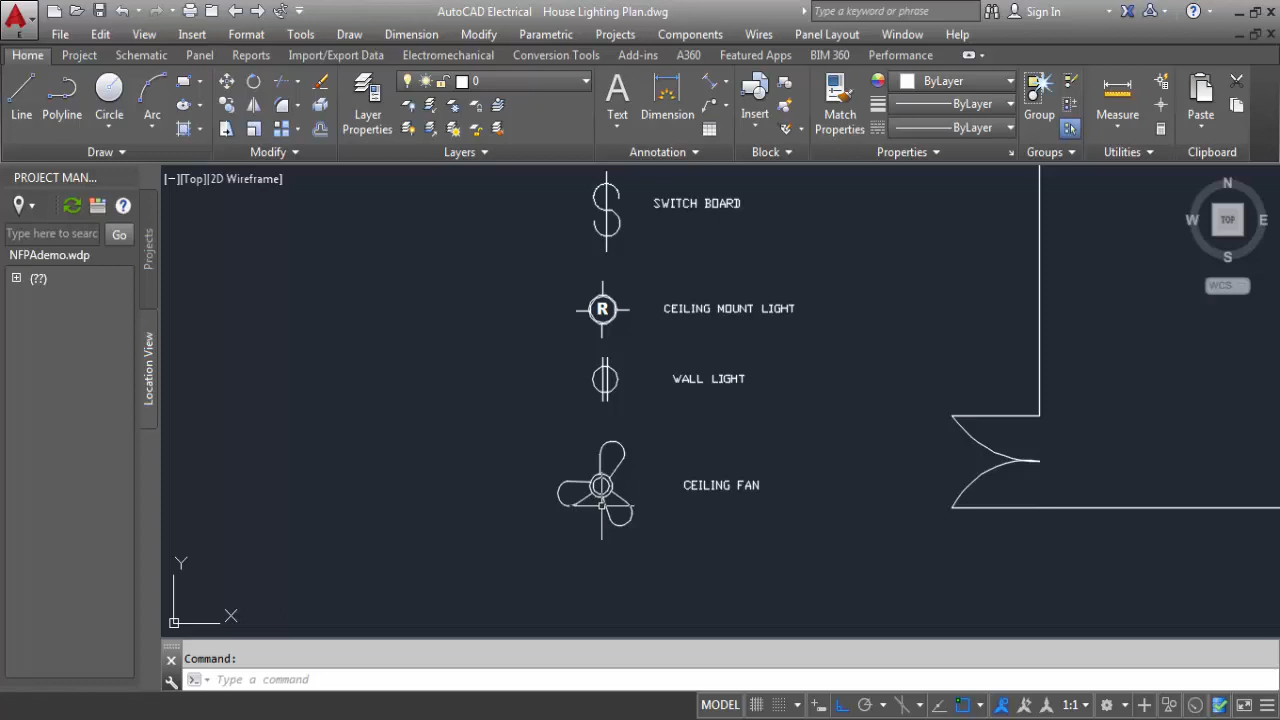 AutoCAD Electrical House Lighting Plan.dwg
Type a keyword or phrase
Sign In
E
File Edit View Insert Format Tools Draw Dimension Modify Parametric Projects Components Wires Panel Layout Window Help
Home Project Schematic Panel Reports Import/Export Data Electromechanical Conversion Tools Add-ins A360 Featured Apps BIM 360 Performance
Line Polyline Circle Arc
Layer Properties
0
Text Dimension
Insert
Match Properties
ByLayer
ByLayer
ByLayer
Group
Measure
Paste
Draw Modify Layers Annotation Block Properties Groups Utilities Clipboard
PROJECT MAN...
Type here to searc Go
NFPAdemo.wdp
(??)
Projects
Location View
[−][Top][2D Wireframe]
SWITCH BOARD
R
CEILING MOUNT LIGHT
WALL LIGHT
CEILING FAN
N
W TOP E
S
WCS
Y
X
Command:
Type a command
MODEL 1:1